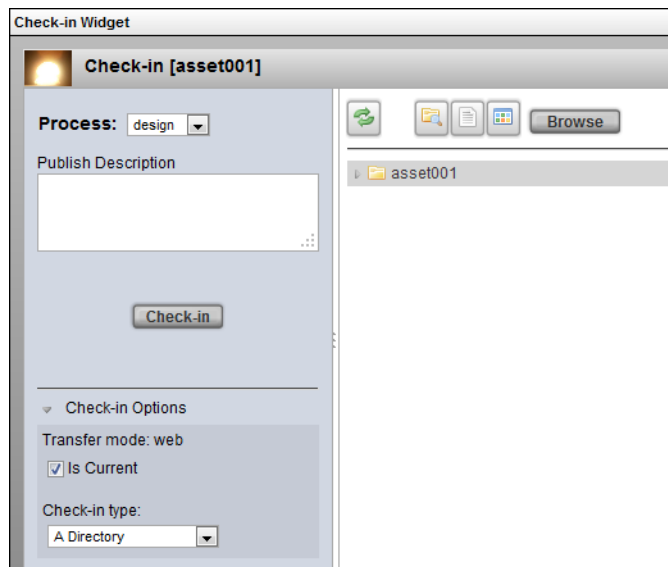 Check-in Widget
Check-in [asset001]
Process: design
Publish Description
Check-in
Check-in Options
Transfer mode: web
Is Current
Check-in type:
A Directory
Browse
asset001